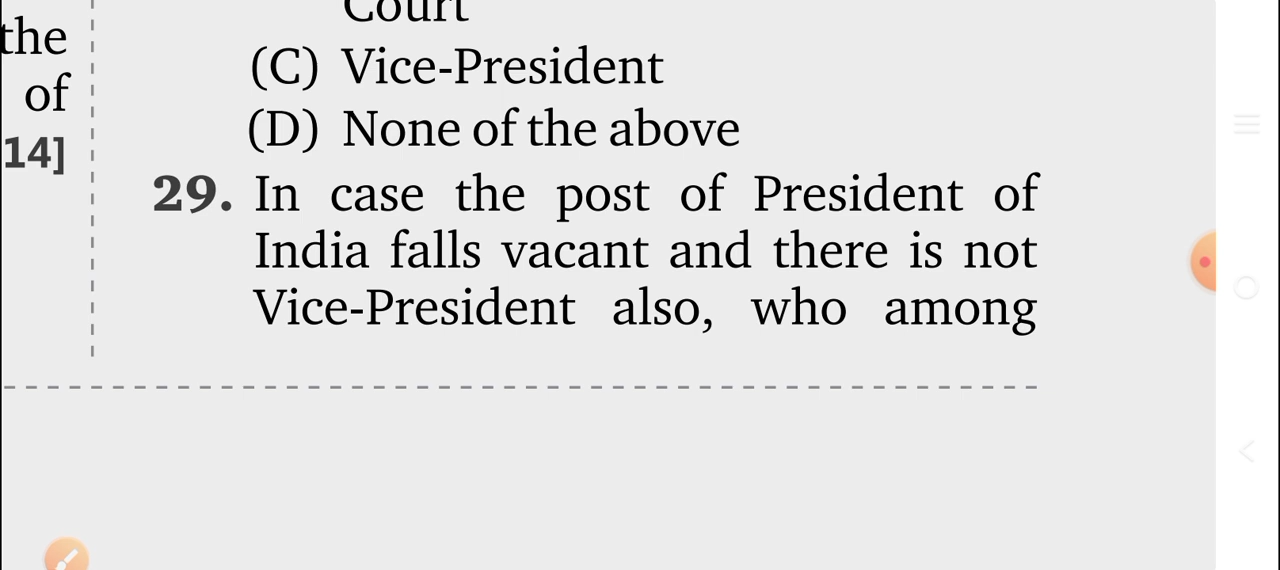 the
of
14]
Court
(C) Vice-President
(D) None of the above
29. In case the post of President of
India falls vacant and there is not
Vice-President also, who among